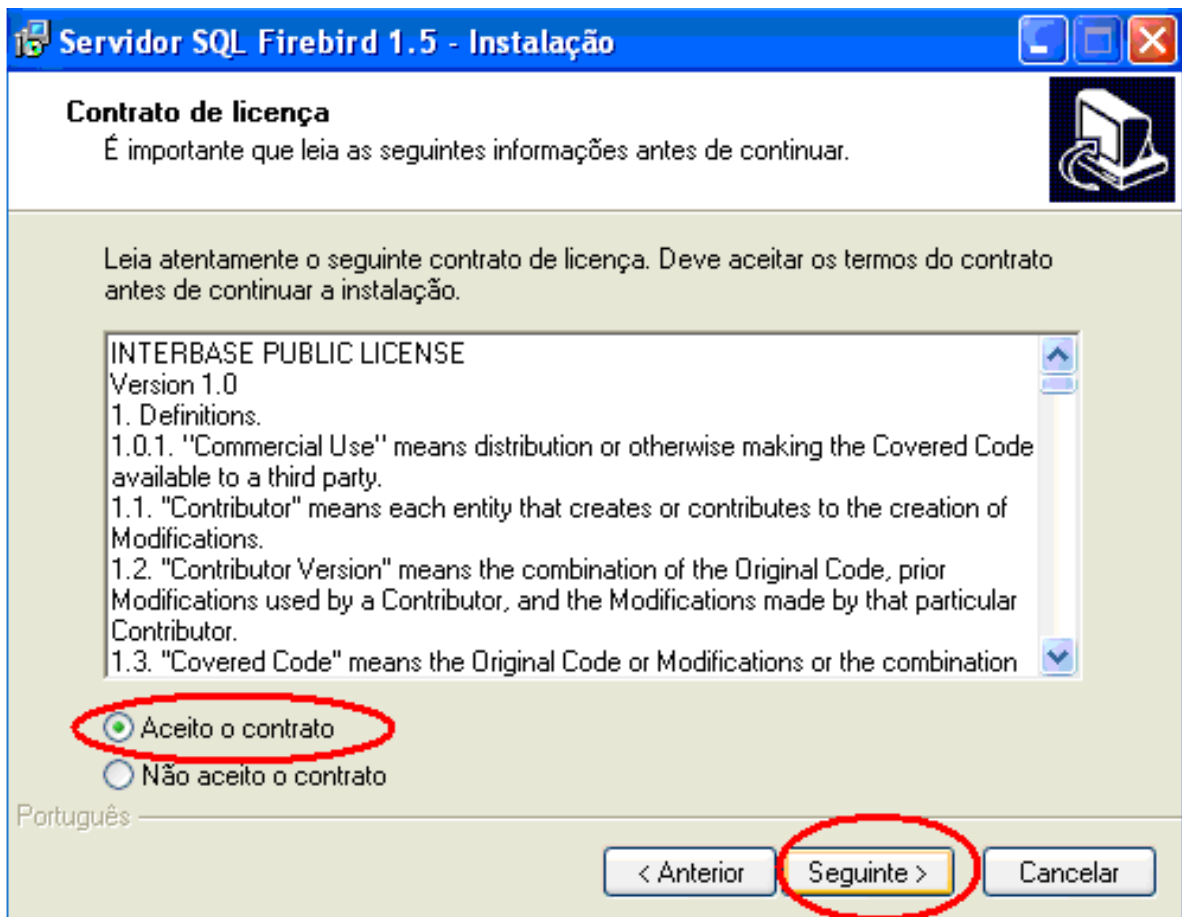 Servidor SQL Firebird 1.5 - Instalação
Contrato de licença
É importante que leia as seguintes informações antes de continuar.
Leia atentamente o seguinte contrato de licença. Deve aceitar os termos do contrato
antes de continuar a instalação.
INTERBASE PUBLIC LICENSE
Version 1.0
1. Definitions.
1.0.1. "Commercial Use" means distribution or otherwise making the Covered Code
available to a third party.
1.1. "Contributor" means each entity that creates or contributes to the creation of
Modifications.
1.2. "Contributor Version" means the combination of the Original Code, prior
Modifications used by a Contributor, and the Modifications made by that particular
Contributor.
1.3. "Covered Code" means the Original Code or Modifications or the combination
Aceito o contrato
Não aceito o contrato
Português
< Anterior
Seguinte >
Cancelar